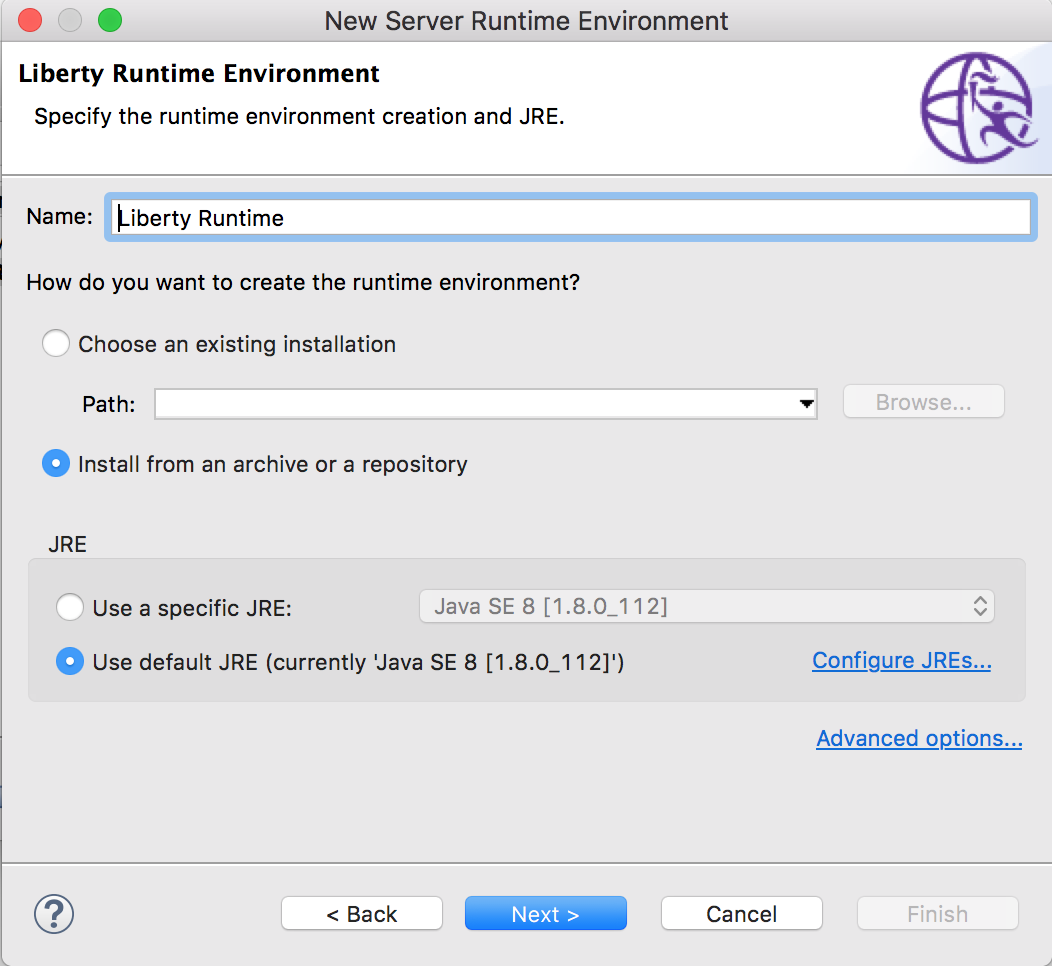 New Server Runtime Environment
Liberty Runtime Environment
Specify the runtime environment creation and JRE.
Name: Liberty Runtime
How do you want to create the runtime environment?
Choose an existing installation
Path: Browse...
Install from an archive or a repository
JRE
Use a specific JRE: Java SE 8 [1.8.0_112]
Use default JRE (currently 'Java SE 8 [1.8.0_112]') Configure JREs...
Advanced options...
? < Back Next > Cancel Finish